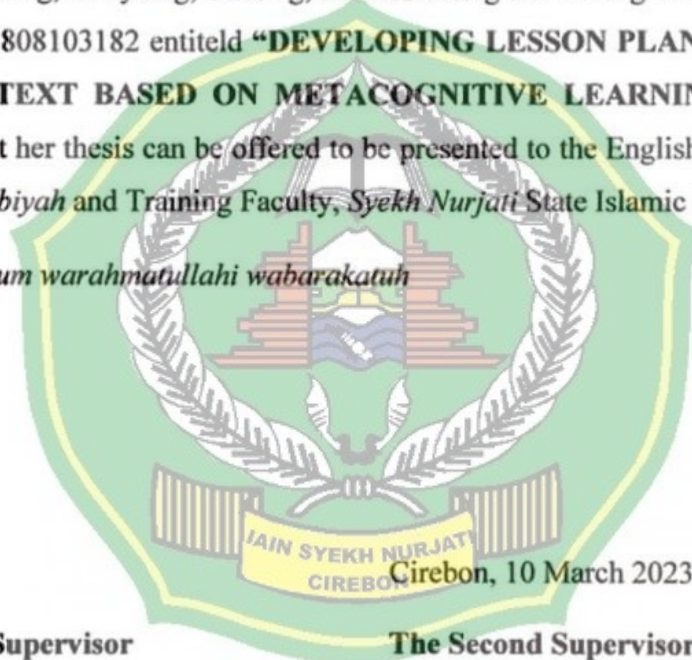 808103182 entiteld “DEVELOPING LESSON PLAN
TEXT BASED ON METACOGNITIVE LEARNIN
t her thesis can be offered to be presented to the English
biyah and Training Faculty, Syekh Nurjati State Islamic
um warahmatullahi wabarakatuh
IAIN SYEKH NURJATI
CIREBON
Cirebon, 10 March 2023
Supervisor The Second Supervisor